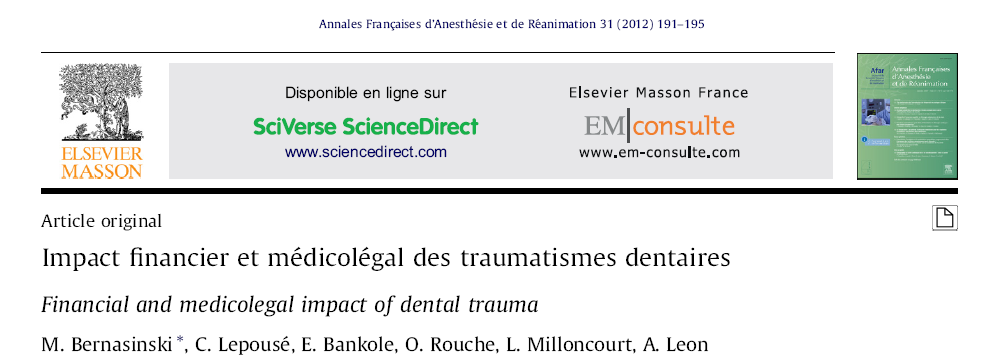 Annales Françaises d'Anesthésie et de Réanimation 31 (2012) 191–195
Disponible en ligne sur
SciVerse ScienceDirect
www.sciencedirect.com
Elsevier Masson France
EM|consulte
www.em-consulte.com
ELSEVIER
MASSON
Afar
Annales Françaises
d'Anesthésie
et de Réanimation
Article original
Impact financier et médicolégal des traumatismes dentaires
Financial and medicolegal impact of dental trauma
M. Bernasinski *, C. Lepousé, E. Bankole, O. Rouche, L. Milloncourt, A. Leon